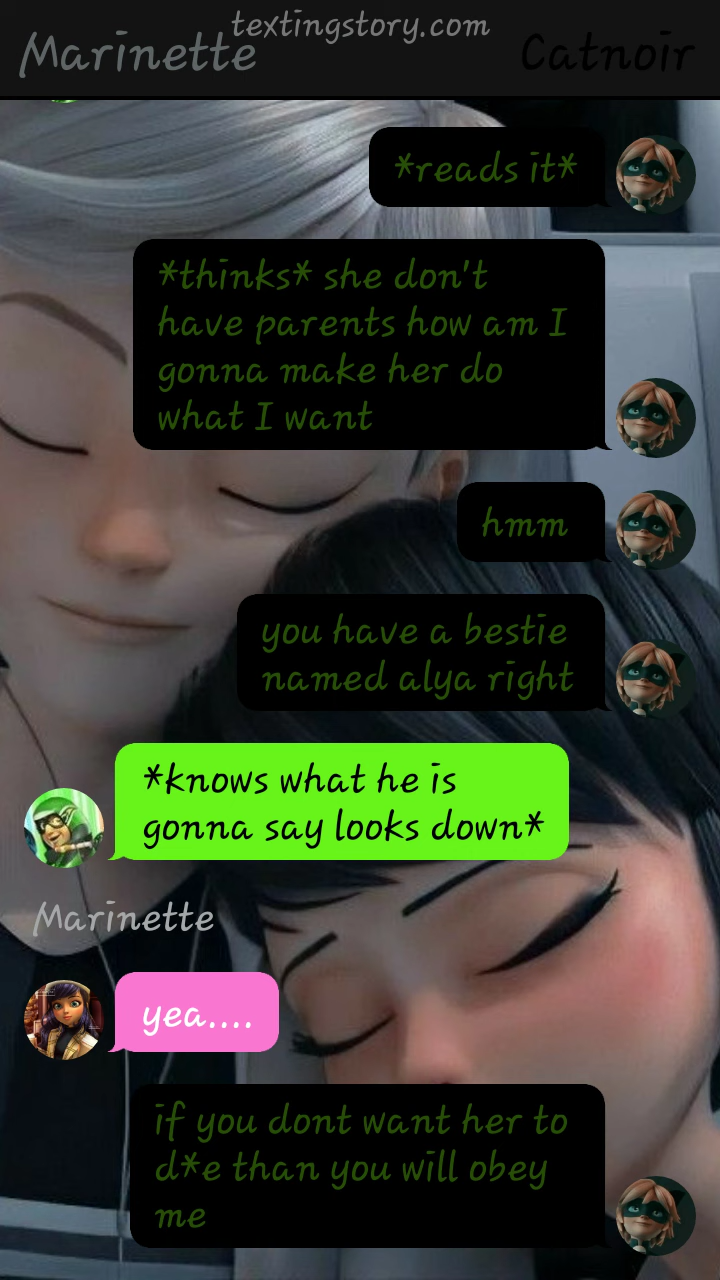 textingstory.com
Marinette
Catnoir
*reads it*
*thinks* she don't
have parents how am I
gonna make her do
what I want
hmm
you have a bestie
named alya right
*knows what he is
gonna say looks down*
Marinette
yea....
if you dont want her to
d*e than you will obey
me